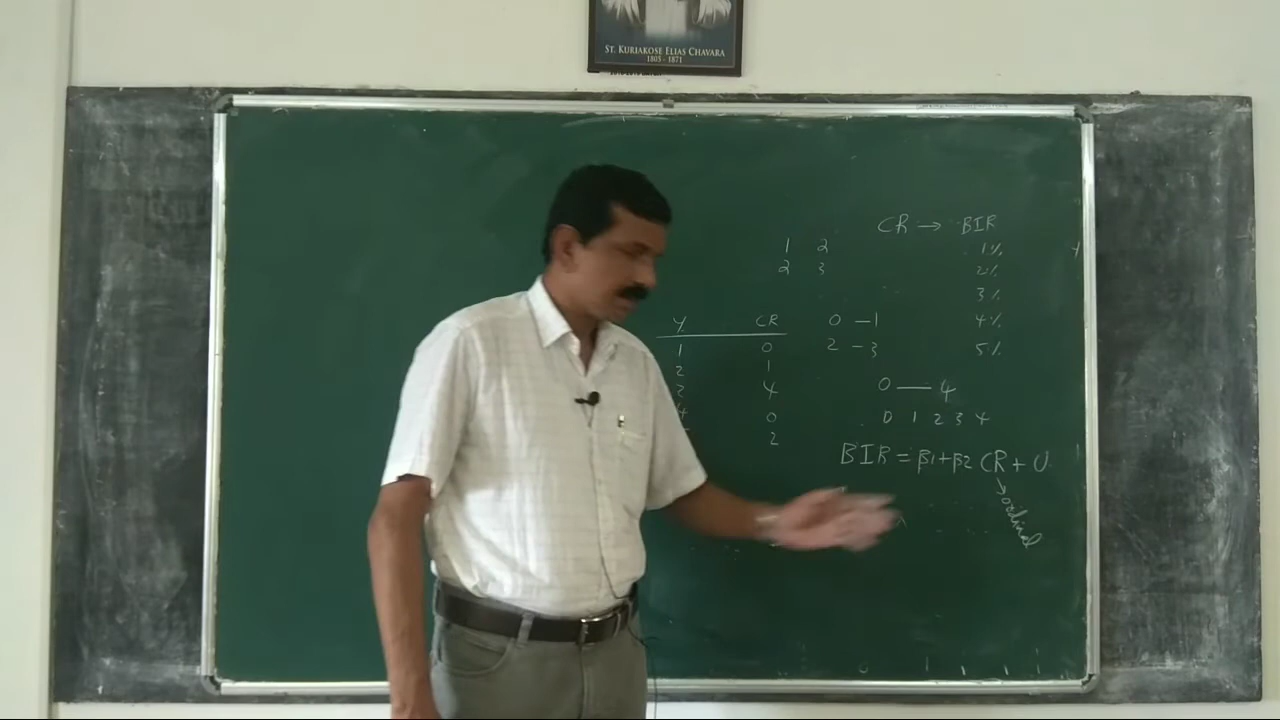 ST. KURIAKOSE ELIAS CHAVARA
1805 - 1871
CR → BIR
1 2 1%
2 3 2%
3%
Y CR 0 — 1 4%
1 0 2 — 3 5%
2 1
3 4 0 — 4
4 0 0 1 2 3 4
2
BIR = β1 + β2 CR + U
ordinal